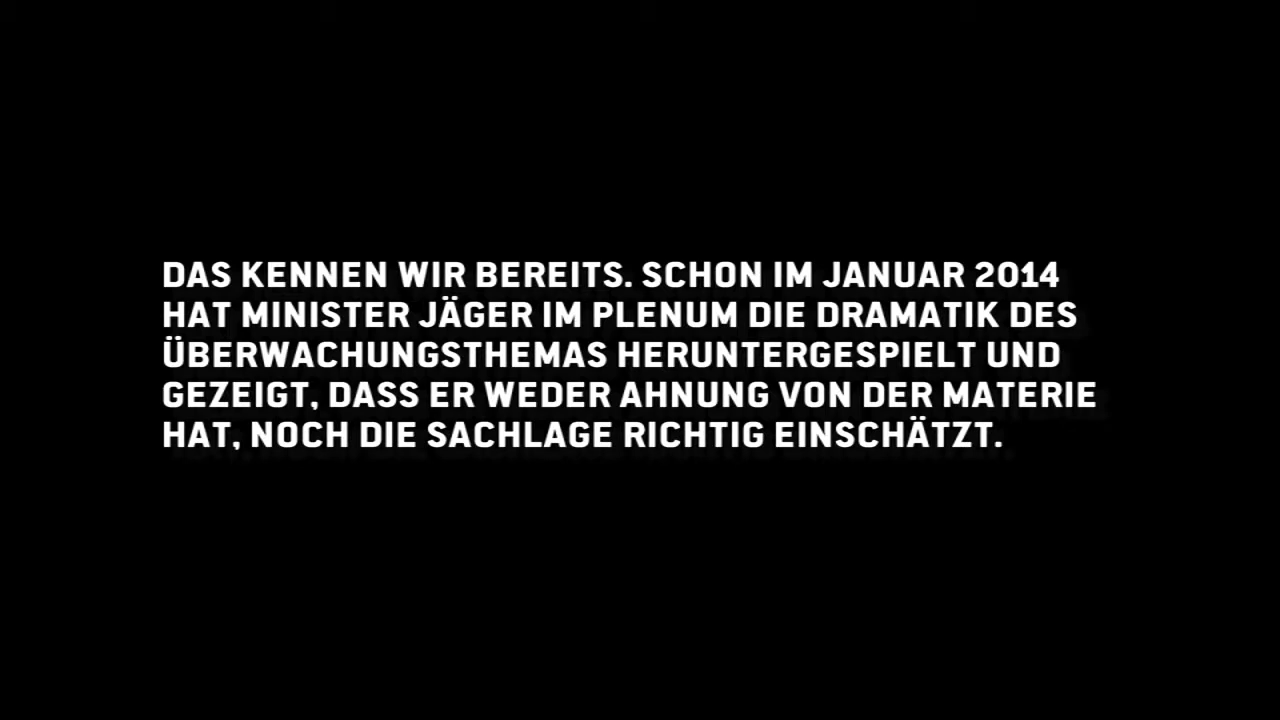 DAS KENNEN WIR BEREITS. SCHON IM JANUAR 2014
HAT MINISTER JÄGER IM PLENUM DIE DRAMATIK DES
ÜBERWACHUNGSTHEMAS HERUNTERGESPIELT UND
GEZEIGT, DASS ER WEDER AHNUNG VON DER MATERIE
HAT, NOCH DIE SACHLAGE RICHTIG EINSCHÄTZT.